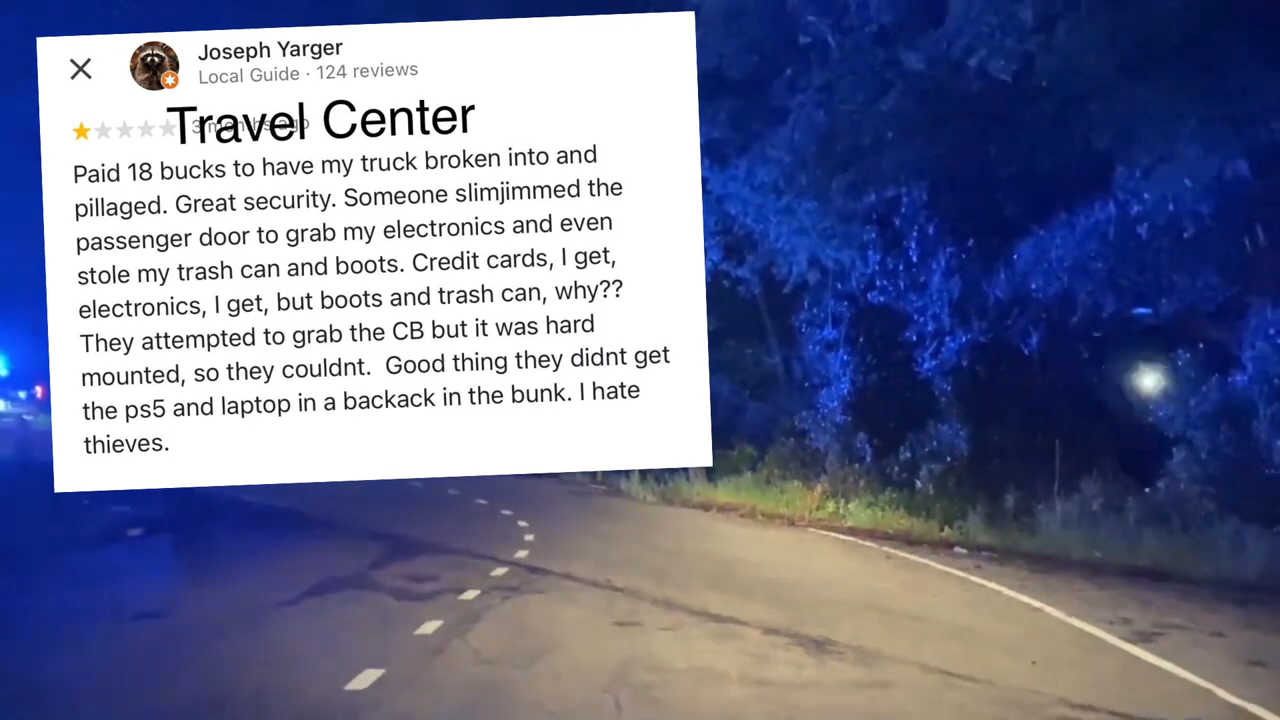 Joseph Yarger
Local Guide · 124 reviews
Travel Center
3 months ago
Paid 18 bucks to have my truck broken into and
pillaged. Great security. Someone slimjimmed the
passenger door to grab my electronics and even
stole my trash can and boots. Credit cards, I get,
electronics, I get, but boots and trash can, why??
They attempted to grab the CB but it was hard
mounted, so they couldnt. Good thing they didnt get
the ps5 and laptop in a backack in the bunk. I hate
thieves.